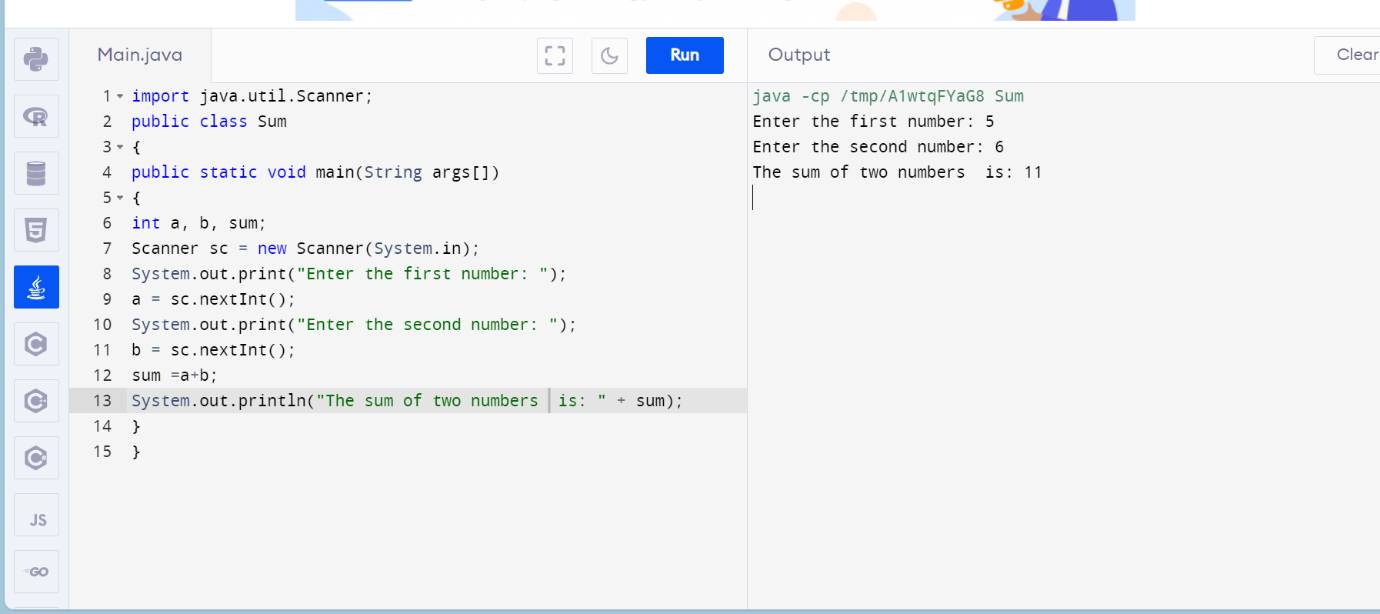 Main.java
Run
Output
Clear
1 import java.util.Scanner;
2 public class Sum
3 {
4 public static void main(String args[])
5 {
6 int a, b, sum;
7 Scanner sc = new Scanner(System.in);
8 System.out.print("Enter the first number: ");
9 a = sc.nextInt();
10 System.out.print("Enter the second number: ");
11 b = sc.nextInt();
12 sum =a+b;
13 System.out.println("The sum of two numbers  is: " + sum);
14 }
15 }
java -cp /tmp/A1wtqFYaG8 Sum
Enter the first number: 5
Enter the second number: 6
The sum of two numbers  is: 11
R
5
C
C
C
JS
GO